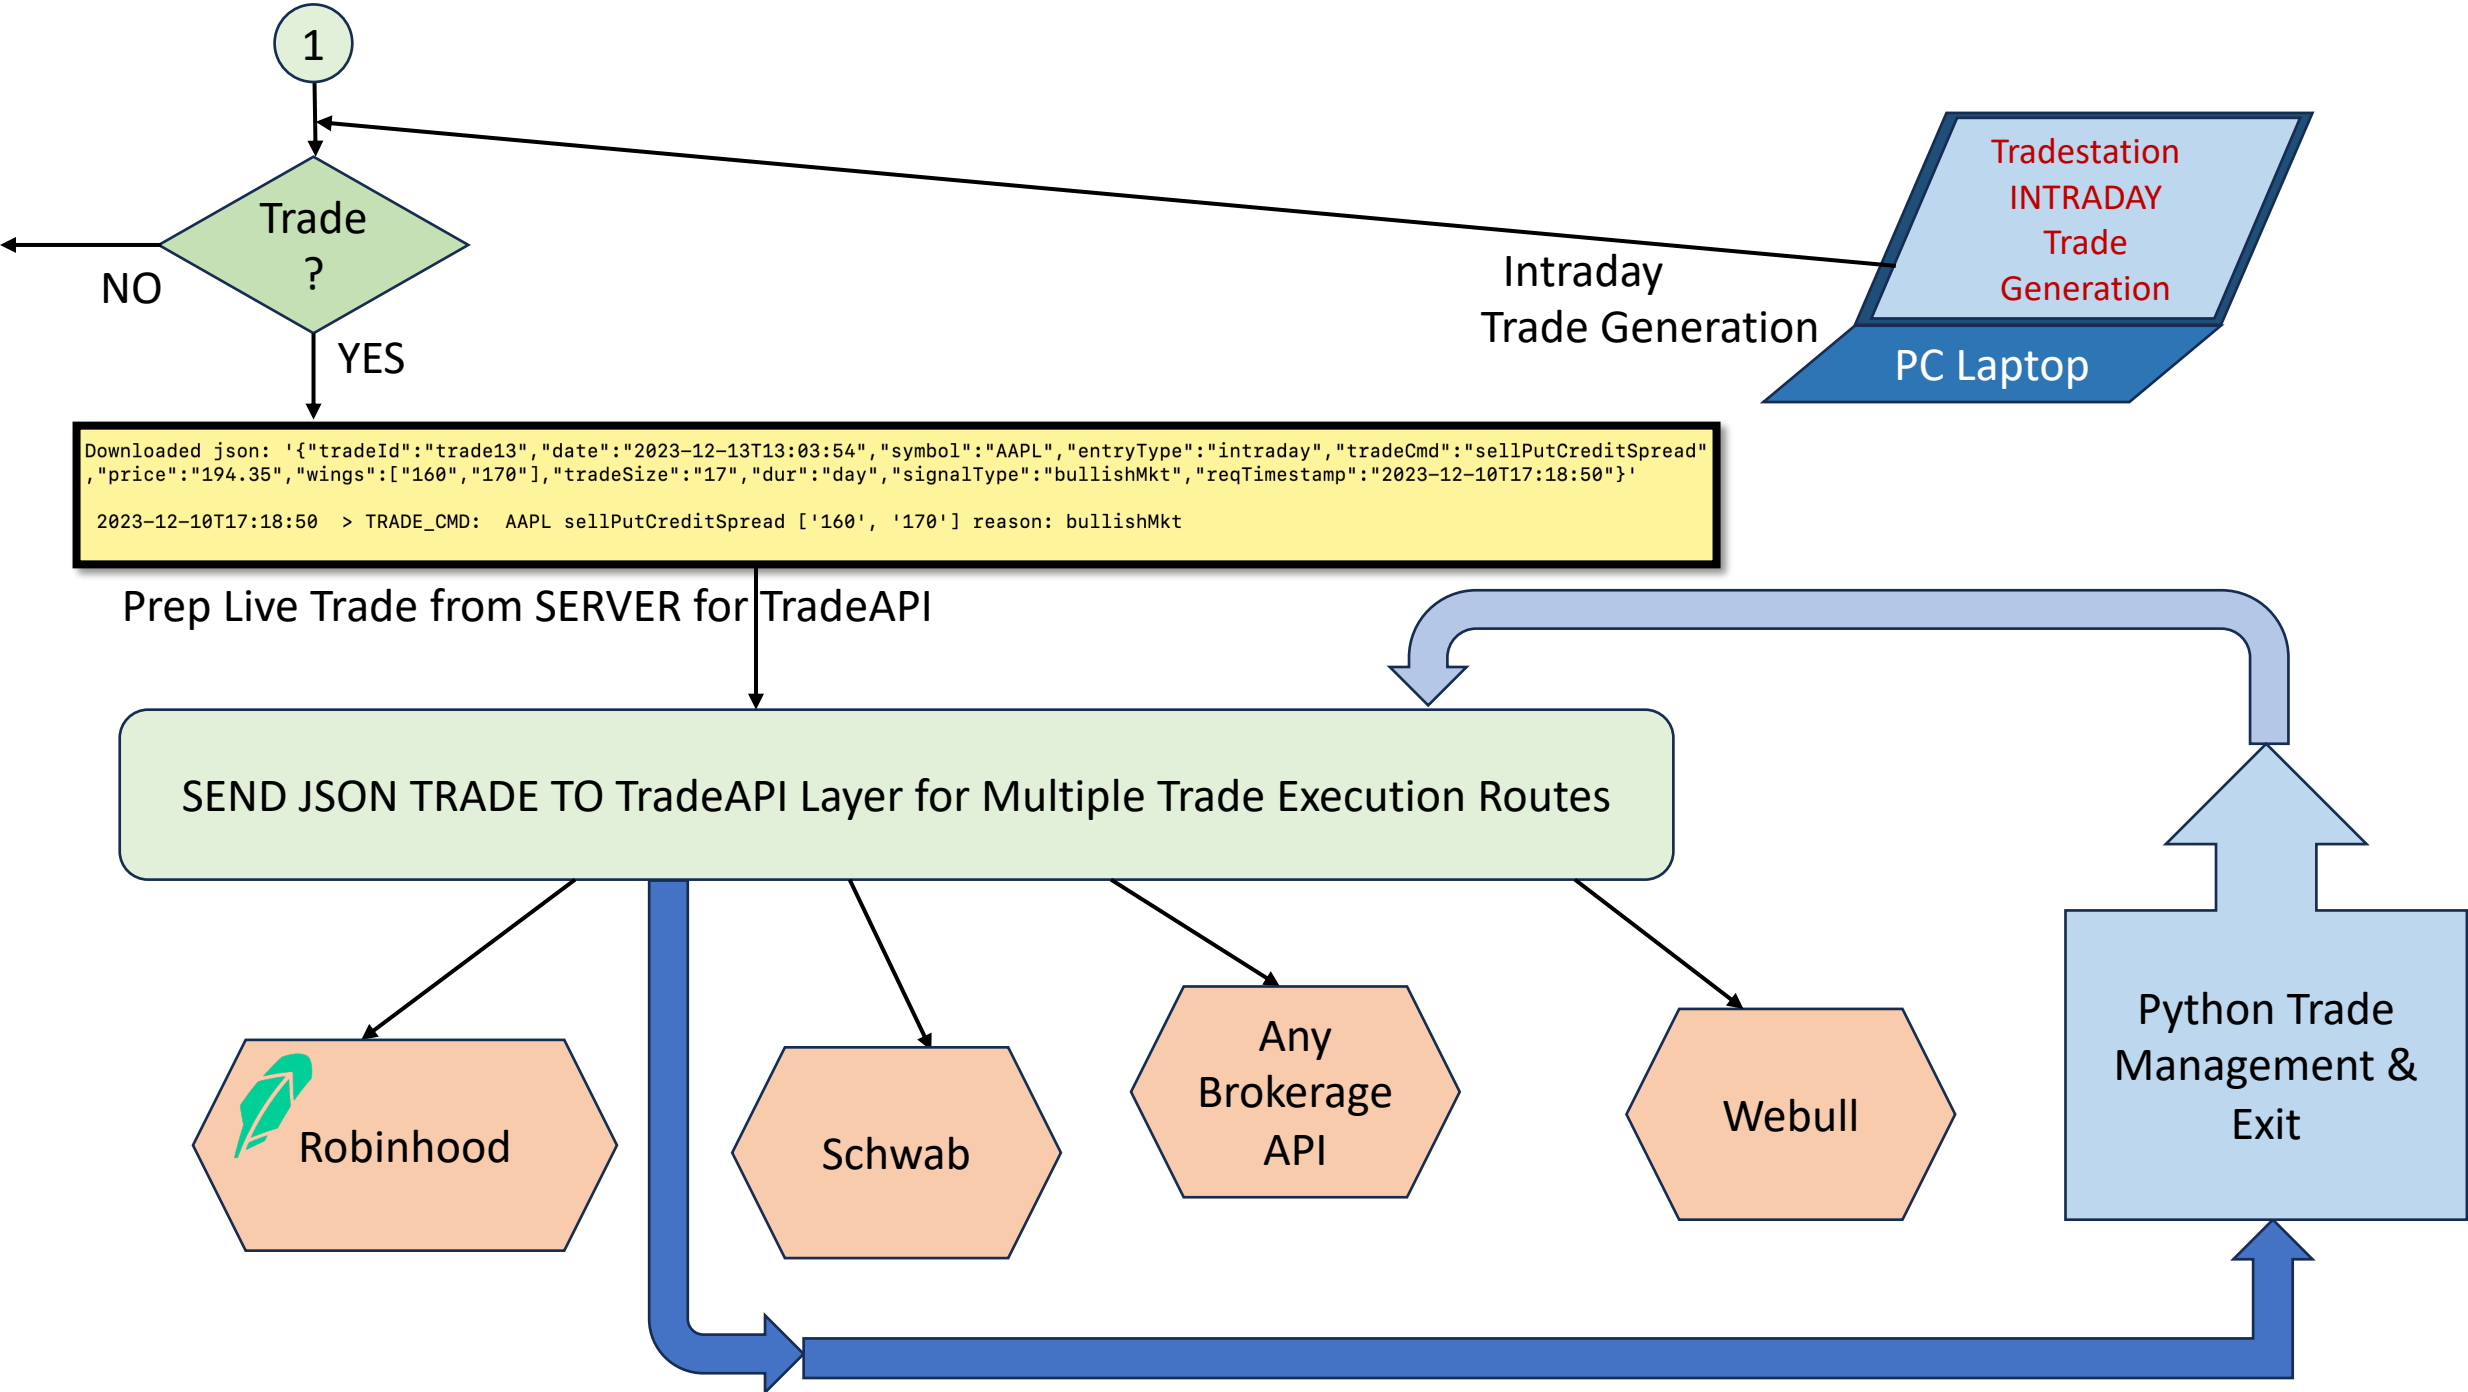 1
Tradestation
INTRADAY
Trade
Generation
PC Laptop
Intraday
Trade Generation
Trade
?
NO
YES
Downloaded json: '{"tradeId":"trade13","date":"2023-12-13T13:03:54","symbol":"AAPL","entryType":"intraday","tradeCmd":"sellPutCreditSpread"
,"price":"194.35","wings":["160","170"],"tradeSize":"17","dur":"day","signalType":"bullishMkt","reqTimestamp":"2023-12-10T17:18:50"}'
2023-12-10T17:18:50  > TRADE_CMD:  AAPL sellPutCreditSpread ['160', '170'] reason: bullishMkt
Prep Live Trade from SERVER for TradeAPI
SEND JSON TRADE TO TradeAPI Layer for Multiple Trade Execution Routes
Robinhood
Schwab
Any
Brokerage
API
Webull
Python Trade
Management &
Exit